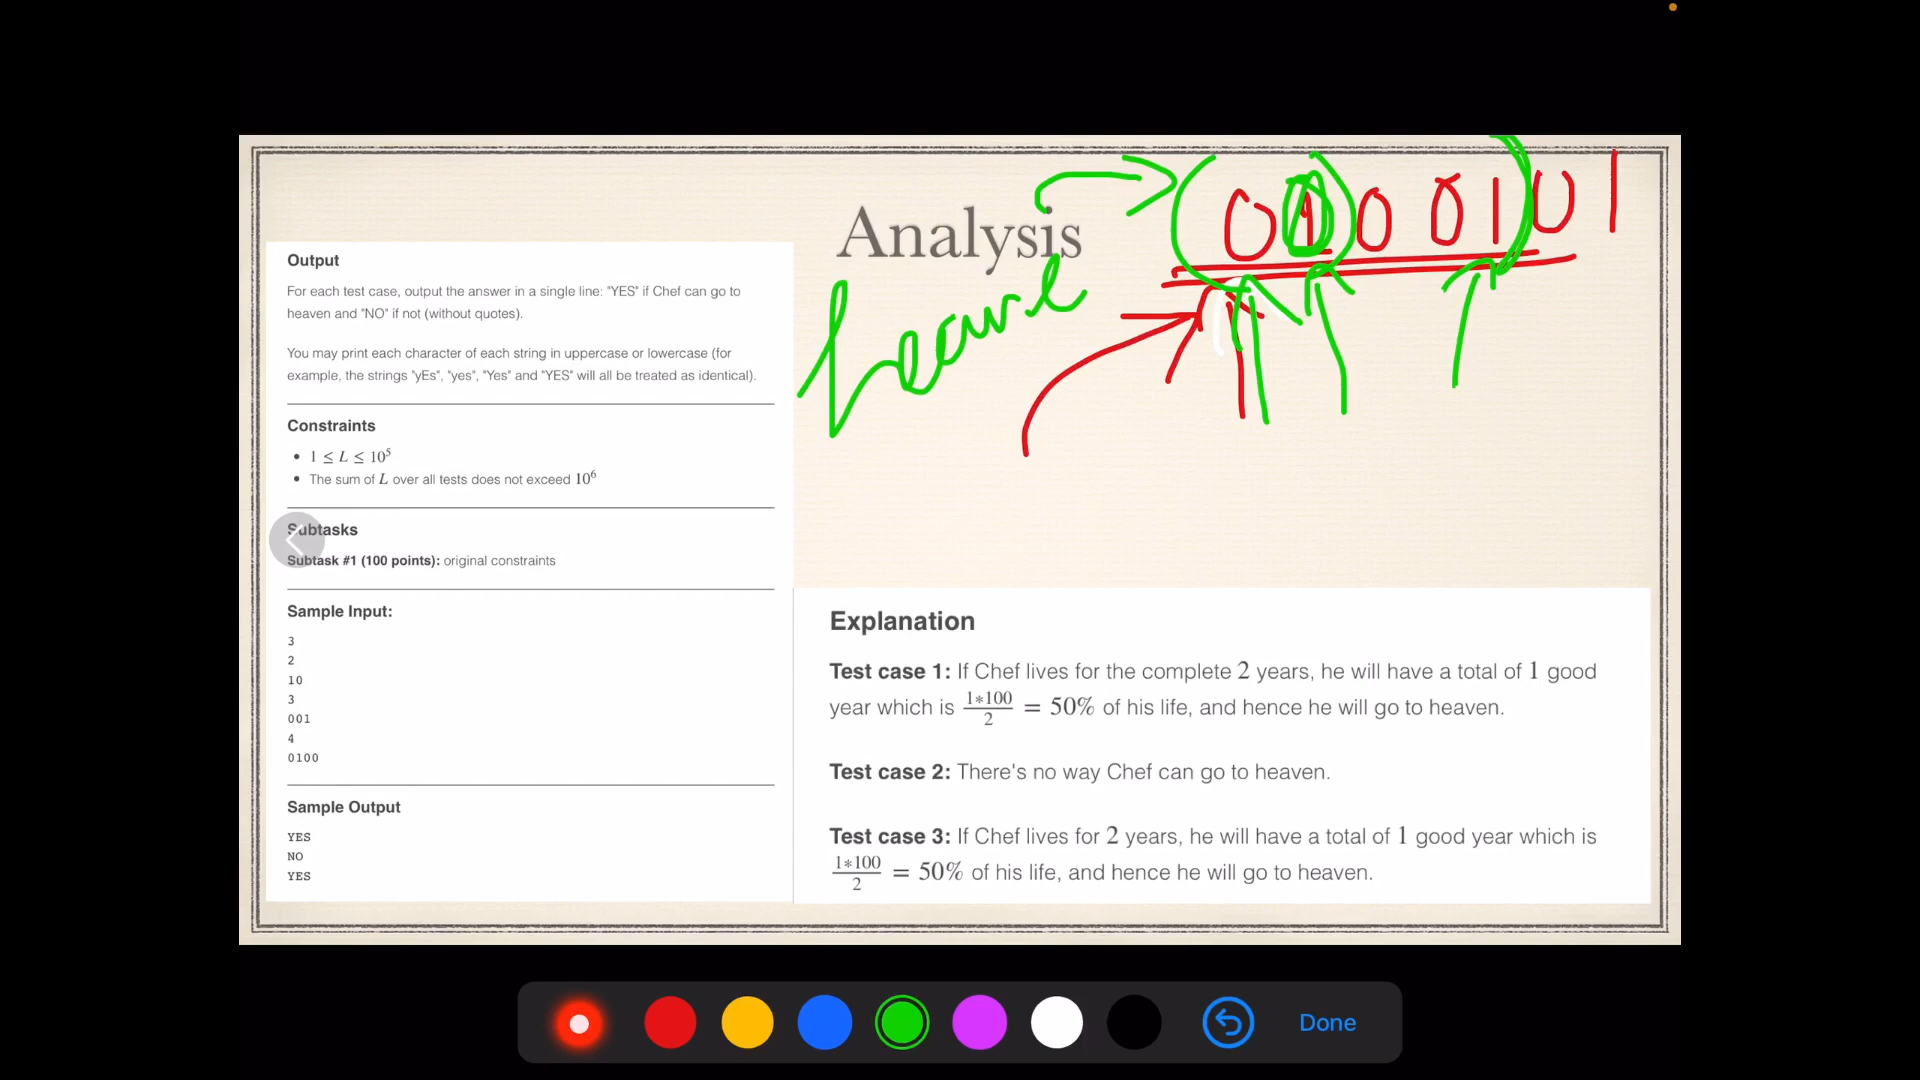 Analysis
0 0 0 0 1 0 1
Output
For each test case, output the answer in a single line: "YES" if Chef can go to
heaven and "NO" if not (without quotes).
You may print each character of each string in uppercase or lowercase (for
example, the strings "yEs", "yes", "Yes" and "YES" will all be treated as identical).
Constraints
• 1 ≤ L ≤ 10⁵
• The sum of L over all tests does not exceed 10⁶
Subtasks
Subtask #1 (100 points): original constraints
Sample Input:
3
2
10
3
001
4
0100
Sample Output
YES
NO
YES
Explanation
Test case 1: If Chef lives for the complete 2 years, he will have a total of 1 good
year which is 1*100/2 = 50% of his life, and hence he will go to heaven.
Test case 2: There's no way Chef can go to heaven.
Test case 3: If Chef lives for 2 years, he will have a total of 1 good year which is
1*100/2 = 50% of his life, and hence he will go to heaven.
Done